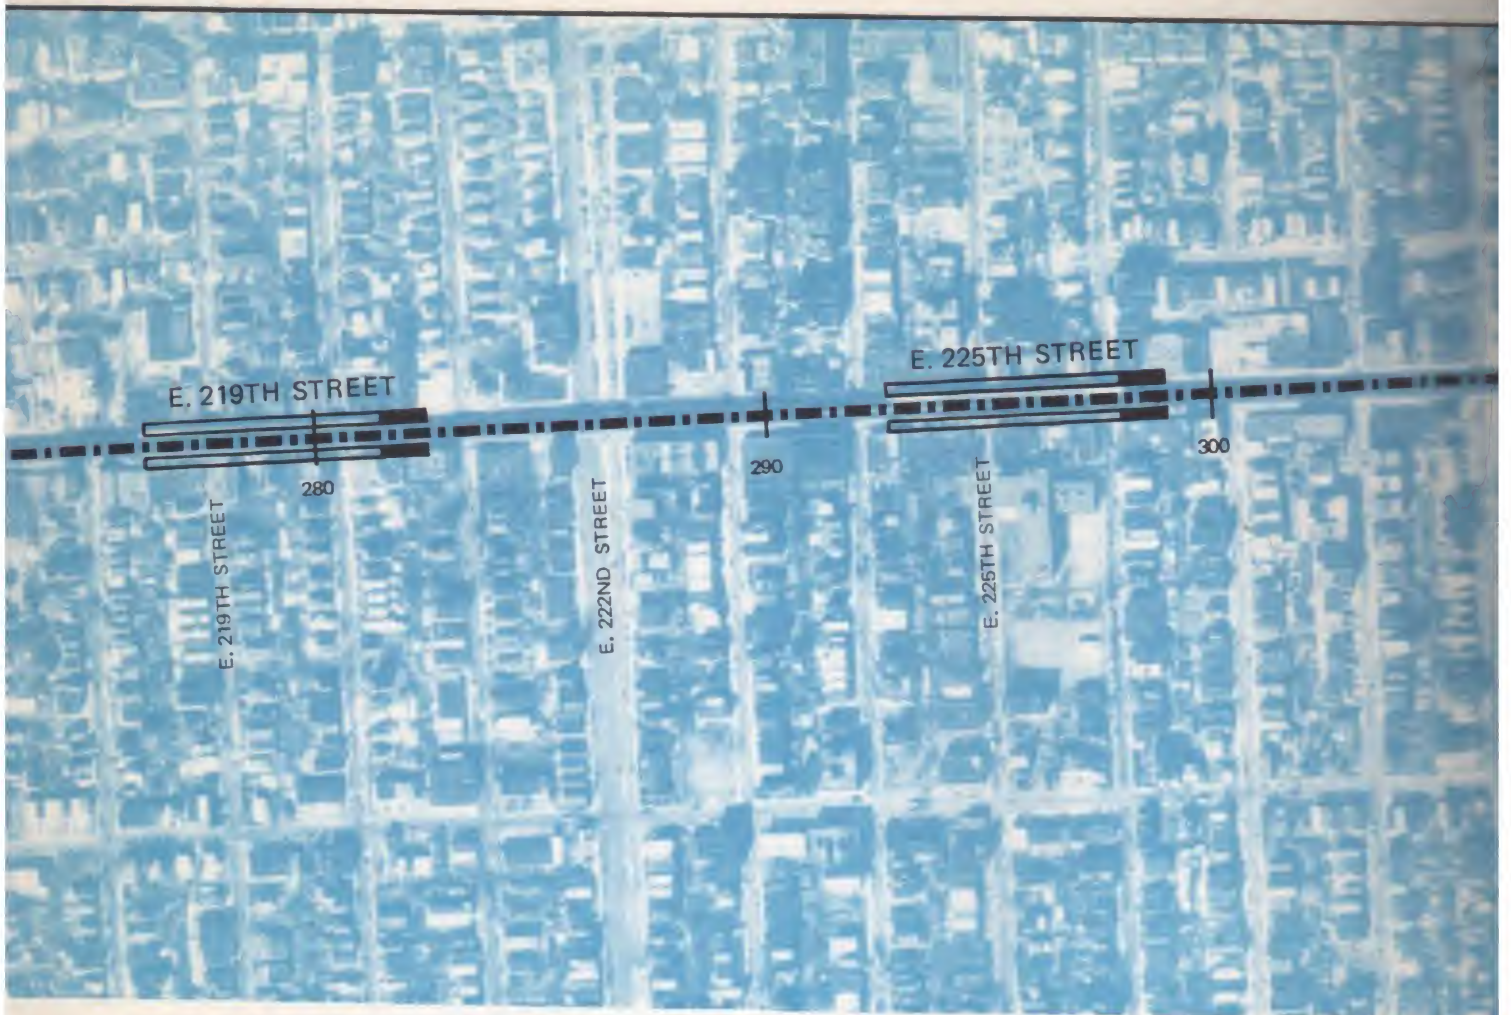 E. 219TH STREET
E. 225TH STREET
280
290
300
E. 219TH STREET
E. 222ND STREET
E. 225TH STREET